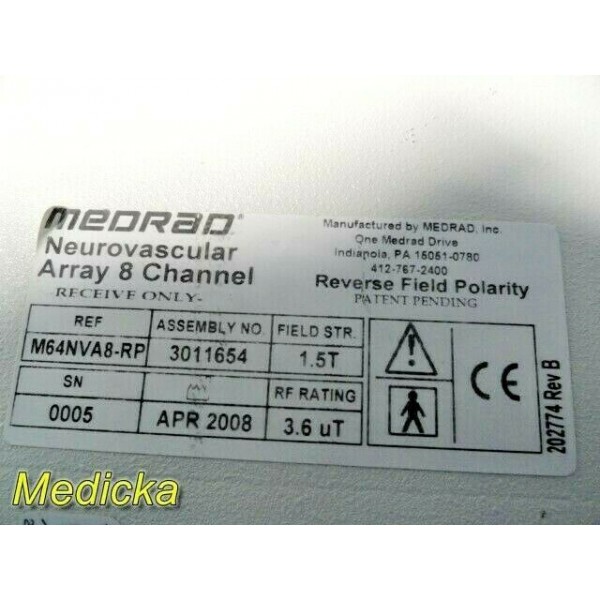 MEDRAD
Neurovascular
Array 8 Channel
RECEIVE ONLY-
Manufactured by MEDRAD, Inc.
One Medrad Drive
Indianola, PA 15051-0780
412-767-2400
Reverse Field Polarity
PATENT PENDING
REF ASSEMBLY NO. FIELD STR.
M64NVA8-RP 3011654 1.5T
SN RF RATING
0005 APR 2008 3.6 uT
CE
202774 Rev B
Medicka